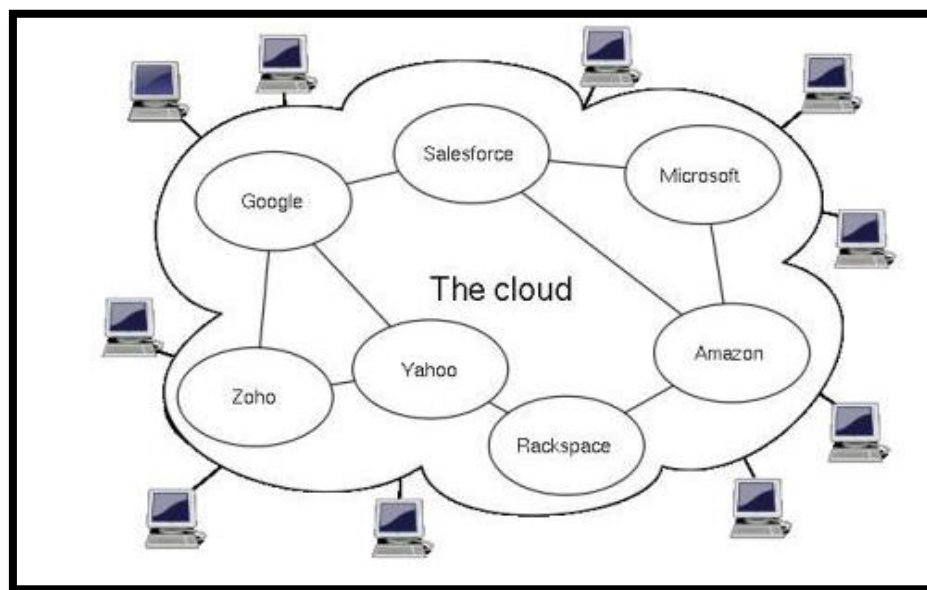 Salesforce
Microsoft
Google
The cloud
Amazon
Yahoo
Zoho
Rackspace